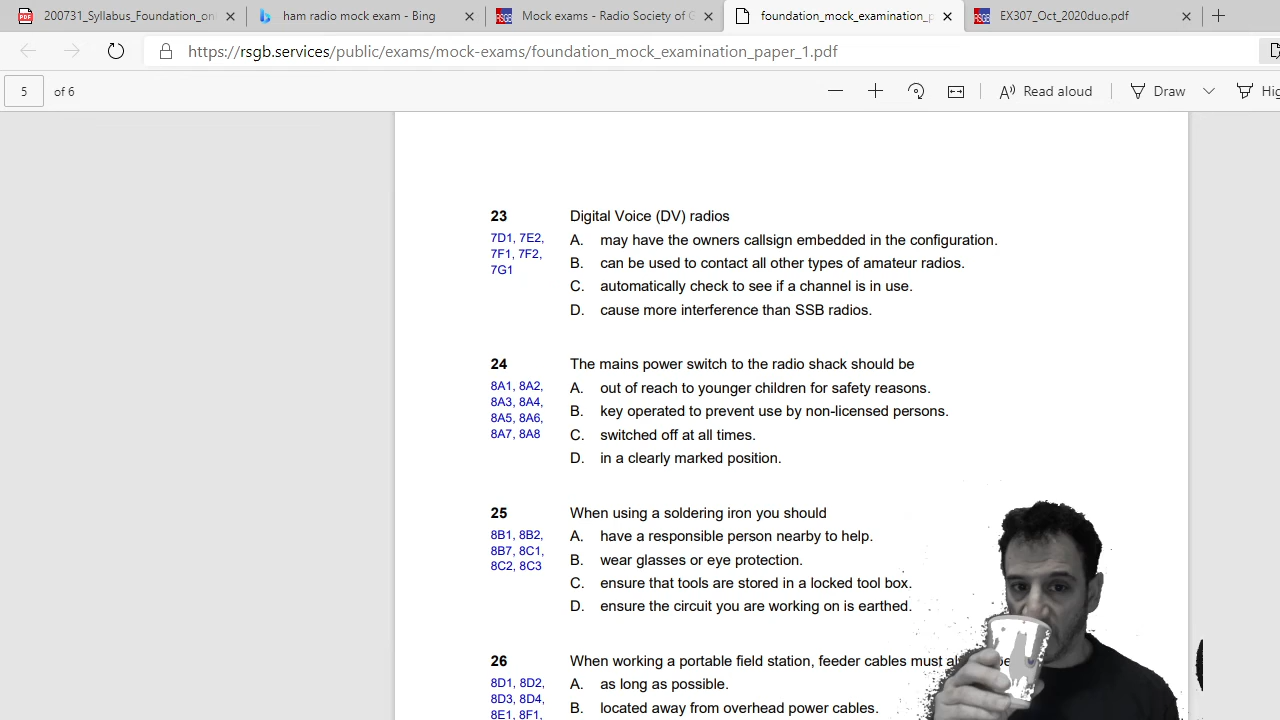 200731_Syllabus_Foundation_onl
ham radio mock exam - Bing
Mock exams - Radio Society of G
foundation_mock_examination_p
EX307_Oct_2020duo.pdf
https://rsgb.services/public/exams/mock-exams/foundation_mock_examination_paper_1.pdf
5 of 6
Read aloud
Draw
23 Digital Voice (DV) radios
7D1, 7E2, A. may have the owners callsign embedded in the configuration.
7F1, 7F2, B. can be used to contact all other types of amateur radios.
7G1
C. automatically check to see if a channel is in use.
D. cause more interference than SSB radios.
24 The mains power switch to the radio shack should be
8A1, 8A2, A. out of reach to younger children for safety reasons.
8A3, 8A4, B. key operated to prevent use by non-licensed persons.
8A5, 8A6,
8A7, 8A8 C. switched off at all times.
D. in a clearly marked position.
25 When using a soldering iron you should
8B1, 8B2, A. have a responsible person nearby to help.
8B7, 8C1, B. wear glasses or eye protection.
8C2, 8C3
C. ensure that tools are stored in a locked tool box.
D. ensure the circuit you are working on is earthed.
26 When working a portable field station, feeder cables must
8D1, 8D2, A. as long as possible.
8D3, 8D4,
8E1, 8F1, B. located away from overhead power cables.